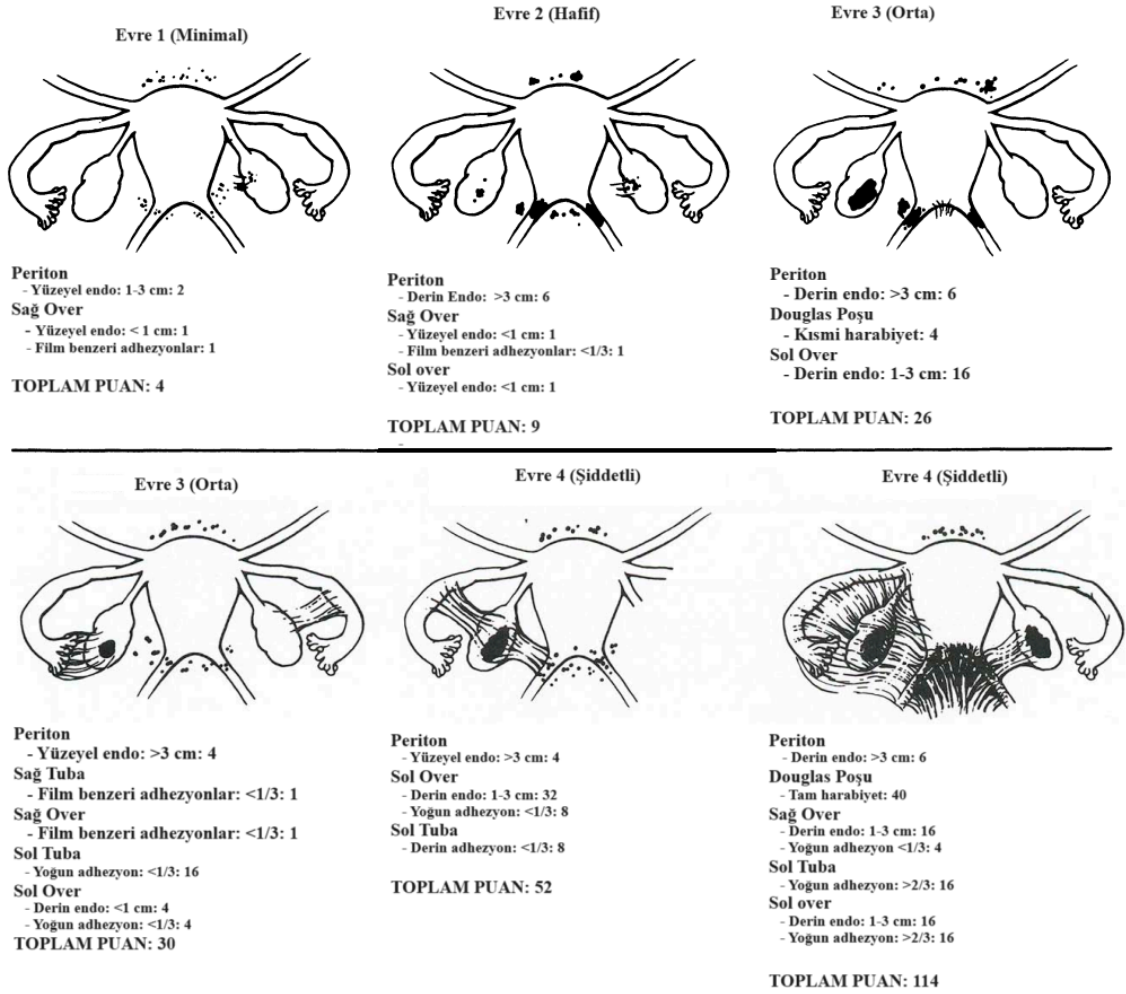 Evre 1 (Minimal)
Periton
- Yüzeyel endo: 1-3 cm: 2
Sağ Over
- Yüzeyel endo: < 1 cm: 1
- Film benzeri adhezyonlar: 1
TOPLAM PUAN: 4
Evre 2 (Hafif)
Periton
- Derin Endo: >3 cm: 6
Sağ Over
- Yüzeyel endo: <1 cm: 1
- Film benzeri adhezyonlar: <1/3: 1
Sol over
- Yüzeyel endo: <1 cm: 1
TOPLAM PUAN: 9
-
Evre 3 (Orta)
Periton
- Derin endo: >3 cm: 6
Douglas Poşu
- Kısmi harabiyet: 4
Sol Over
- Derin endo: 1-3 cm: 16
TOPLAM PUAN: 26
Evre 3 (Orta)
Periton
- Yüzeyel endo: >3 cm: 4
Sağ Tuba
- Film benzeri adhezyonlar: <1/3: 1
Sağ Over
- Film benzeri adhezyonlar: <1/3: 1
Sol Tuba
- Yoğun adhezyon: <1/3: 16
Sol Over
- Derin endo: <1 cm: 4
- Yoğun adhezyon: <1/3: 4
TOPLAM PUAN: 30
Evre 4 (Şiddetli)
Periton
- Yüzeyel endo: >3 cm: 4
Sol Over
- Derin endo: 1-3 cm: 32
- Yoğun adhezyon: <1/3: 8
Sol Tuba
- Derin adhezyon: <1/3: 8
TOPLAM PUAN: 52
Evre 4 (Şiddetli)
Periton
- Derin endo: >3 cm: 6
Douglas Poşu
- Tam harabiyet: 40
Sağ Over
- Derin endo: 1-3 cm: 16
- Yoğun adhezyon <1/3: 4
Sol Tuba
- Yoğun adhezyon: >2/3: 16
Sol over
- Derin endo: 1-3 cm: 16
- Yoğun adhezyon: >2/3: 16
TOPLAM PUAN: 114